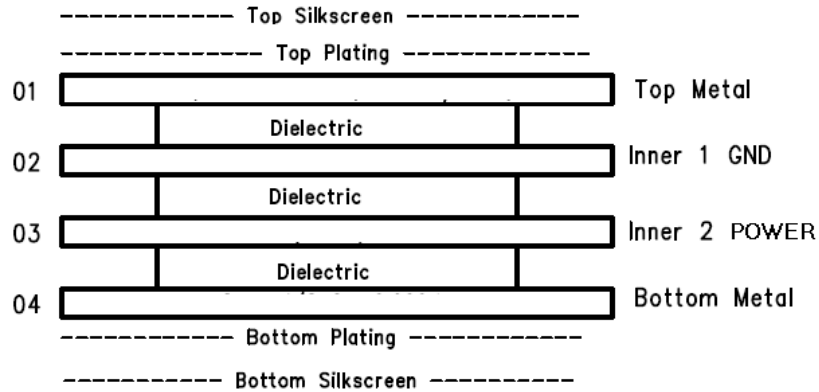 Top Silkscreen
Top Plating
01 Top Metal
Dielectric
02 Inner 1 GND
Dielectric
03 Inner 2 POWER
Dielectric
04 Bottom Metal
Bottom Plating
Bottom Silkscreen